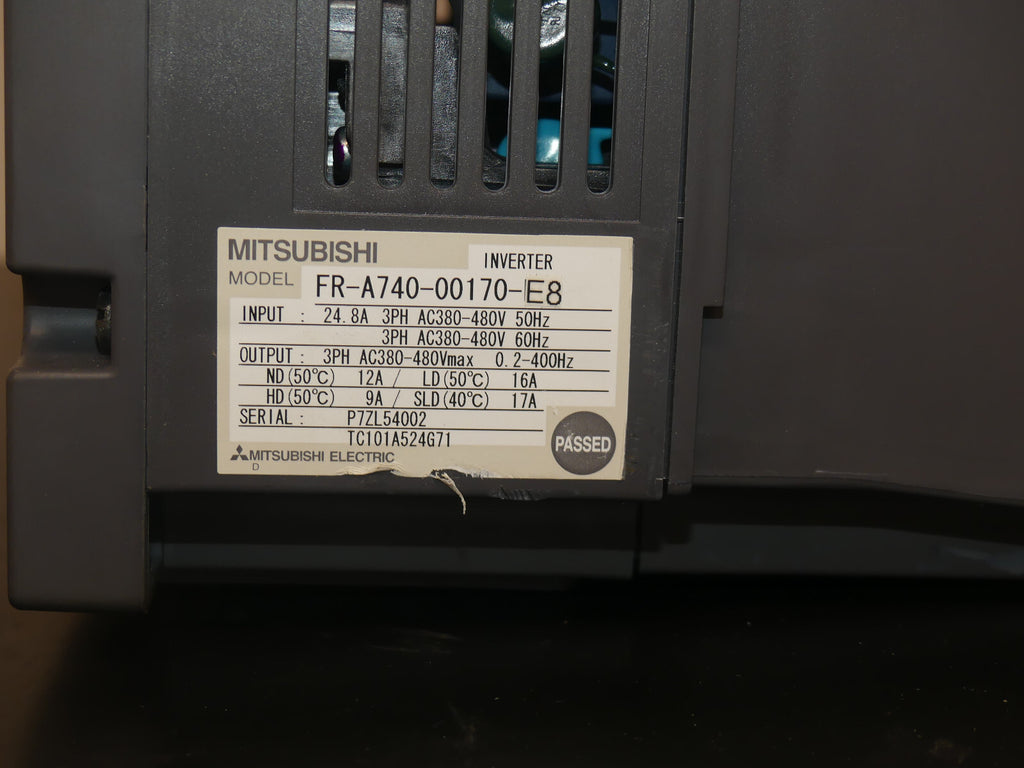 MITSUBISHI
INVERTER
MODEL FR-A740-00170-E8
INPUT : 24.8A 3PH AC380-480V 50Hz
3PH AC380-480V 60Hz
OUTPUT : 3PH AC380-480Vmax 0.2-400Hz
ND(50℃) 12A / LD(50℃) 16A
HD(50℃) 9A / SLD(40℃) 17A
SERIAL : P7ZL54002
TC101A524G71
PASSED
MITSUBISHI ELECTRIC
D